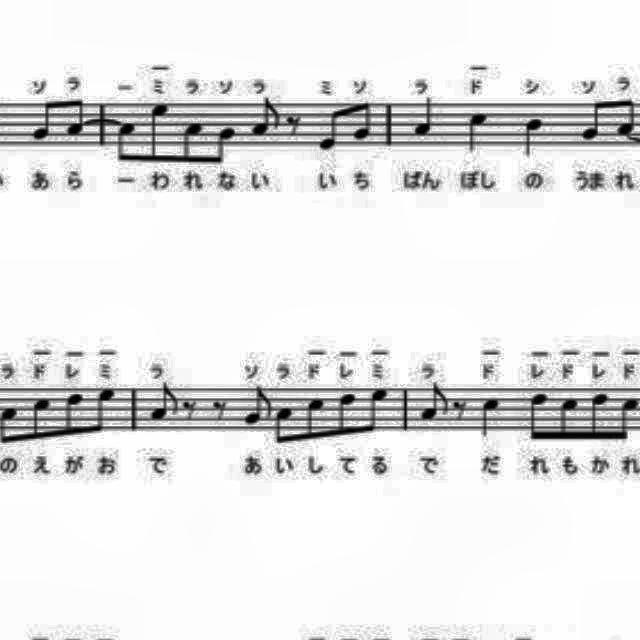 ソ ラ ー ミ ラ ソ ラ ミ ソ ラ ド シ ソ ラ
あ ら ー わ れ な い い ち ばん ぼし の うま れ
ラ ド レ ミ ラ ソ ラ ド レ ミ ラ ド レ ド レ ド
の え が お で あ い し て る で だ れ も か れ